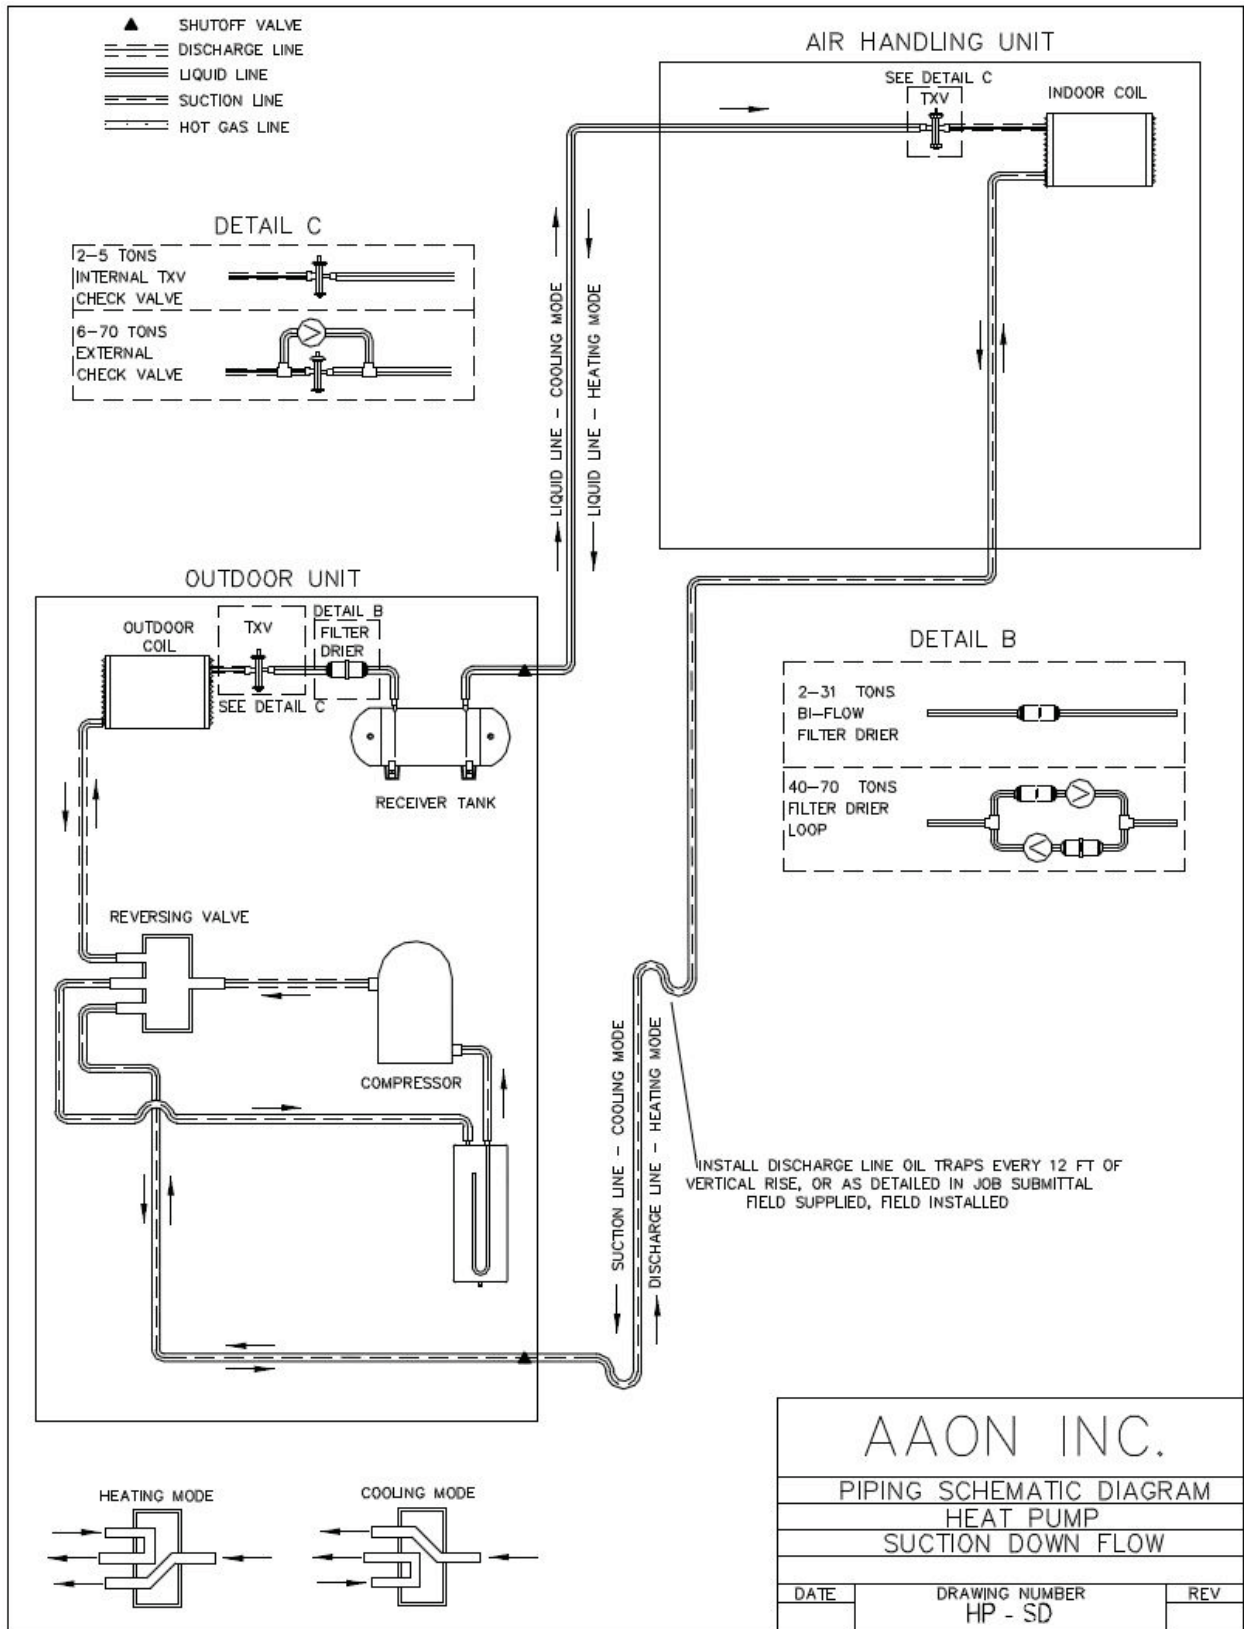 SHUTOFF VALVE
DISCHARGE LINE
LIQUID LINE
SUCTION LINE
HOT GAS LINE
AIR HANDLING UNIT
SEE DETAIL C
TXV
INDOOR COIL
DETAIL C
2-5 TONS
INTERNAL TXV
CHECK VALVE
6-70 TONS
EXTERNAL
CHECK VALVE
LIQUID LINE - COOLING MODE
LIQUID LINE - HEATING MODE
OUTDOOR UNIT
OUTDOOR
COIL
TXV
SEE DETAIL C
DETAIL B
FILTER
DRIER
RECEIVER TANK
DETAIL B
2-31 TONS
BI-FLOW
FILTER DRIER
40-70 TONS
FILTER DRIER
LOOP
REVERSING VALVE
COMPRESSOR
SUCTION LINE - COOLING MODE
DISCHARGE LINE - HEATING MODE
INSTALL DISCHARGE LINE OIL TRAPS EVERY 12 FT OF
VERTICAL RISE, OR AS DETAILED IN JOB SUBMITTAL
FIELD SUPPLIED, FIELD INSTALLED
HEATING MODE
COOLING MODE
AAON INC.
PIPING SCHEMATIC DIAGRAM
HEAT PUMP
SUCTION DOWN FLOW
DATE
DRAWING NUMBER
HP - SD
REV